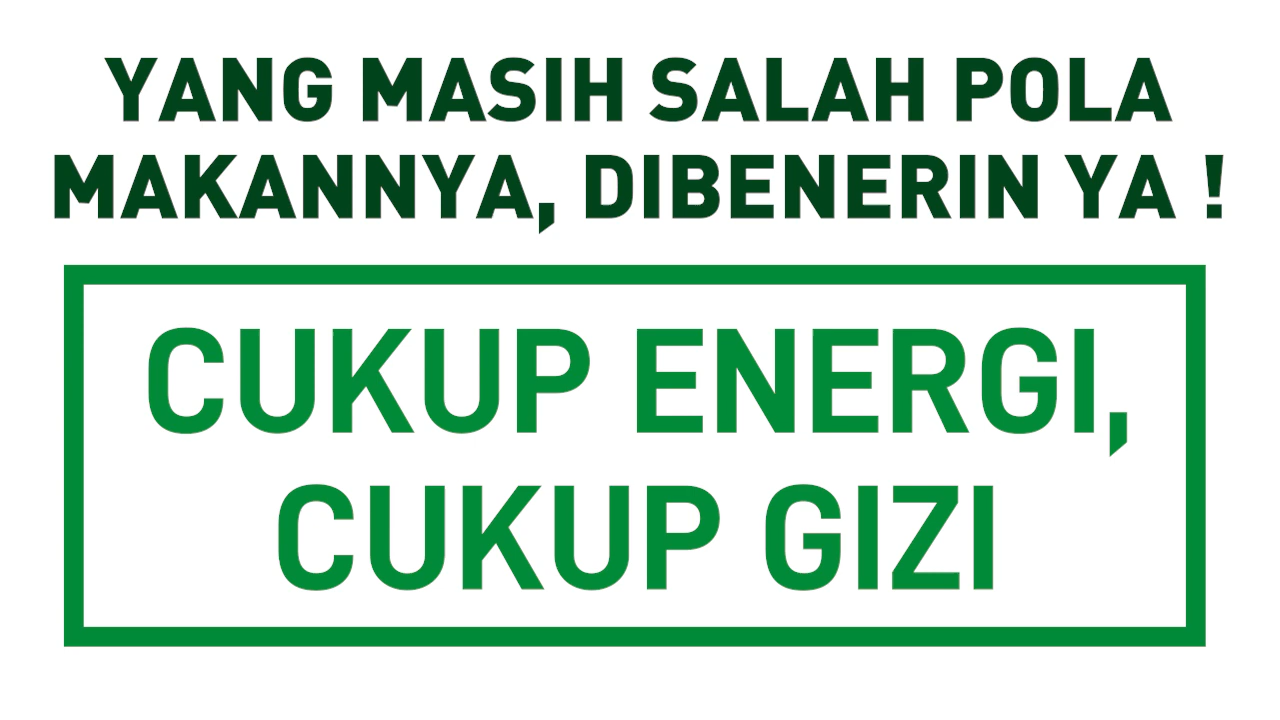 YANG MASIH SALAH POLA
MAKANNYA, DIBENERIN YA !
CUKUP ENERGI,
CUKUP GIZI